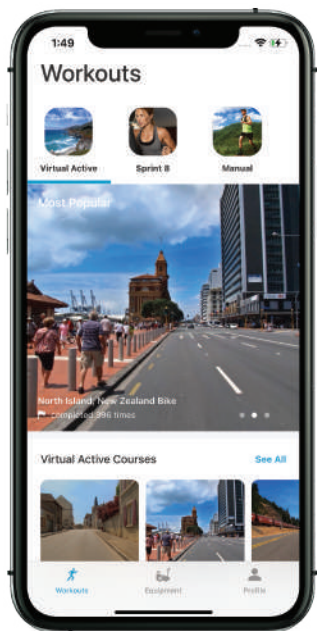 1:49
Workouts
Virtual Active
Sprint 8
Manual
Most Popular
North Island, New Zealand Bike
completed 996 times
Virtual Active Courses
See All
Workouts
Equipment
Profile